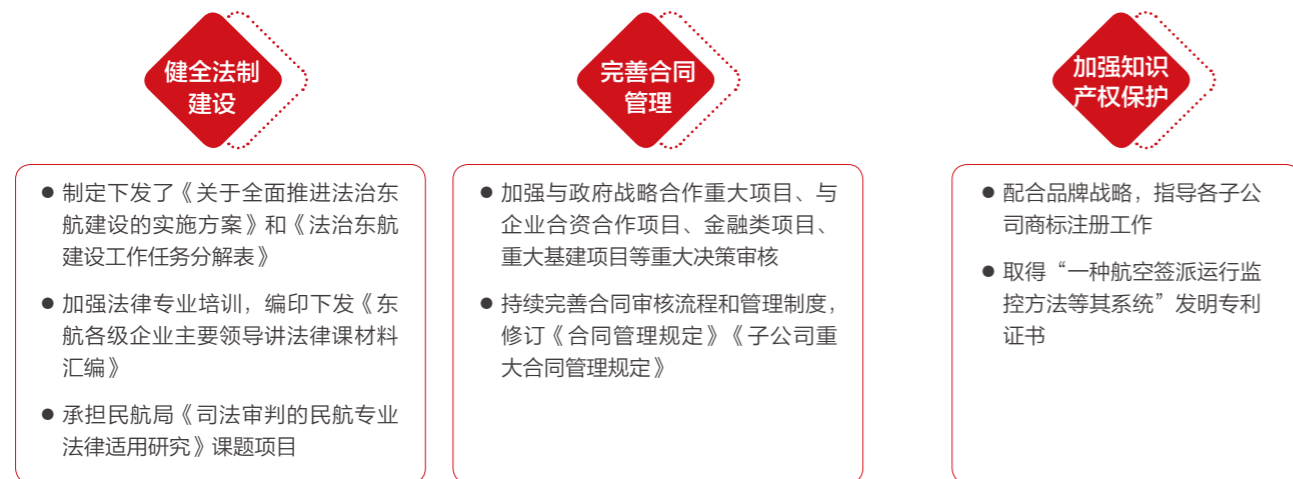 健全法制
建设
● 制定下发了《关于全面推进法治东
航建设的实施方案》和《法治东航
建设工作任务分解表》
● 加强法律专业培训，编印下发《东
航各级企业主要领导讲法律课材料
汇编》
● 承担民航局《司法审判的民航专业
法律适用研究》课题项目
完善合同
管理
● 加强与政府战略合作重大项目、与
企业合资合作项目、金融类项目、
重大基建项目等重大决策审核
● 持续完善合同审核流程和管理制度，
修订《合同管理规定》《子公司重
大合同管理规定》
加强知识
产权保护
● 配合品牌战略，指导各子公
司商标注册工作
● 取得“一种航空签派运行监
控方法等其系统”发明专利
证书